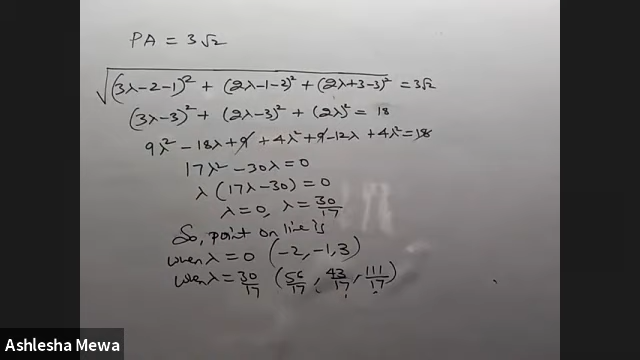 PA = 3√2
√(3λ-2-1)² + (2λ-1-2)² + (2λ+3-3)² = 3√2
(3λ-3)² + (2λ-3)² + (2λ)² = 18
9λ² - 18λ + 9 + 4λ² + 9 - 12λ + 4λ² = 18
17λ² - 30λ = 0
λ (17λ - 30) = 0
λ = 0, λ = 30/17
So, point on line is
when λ = 0 (-2, -1, 3)
when λ = 30/17 (56/17, 43/17, 111/17)
Ashlesha Mewa